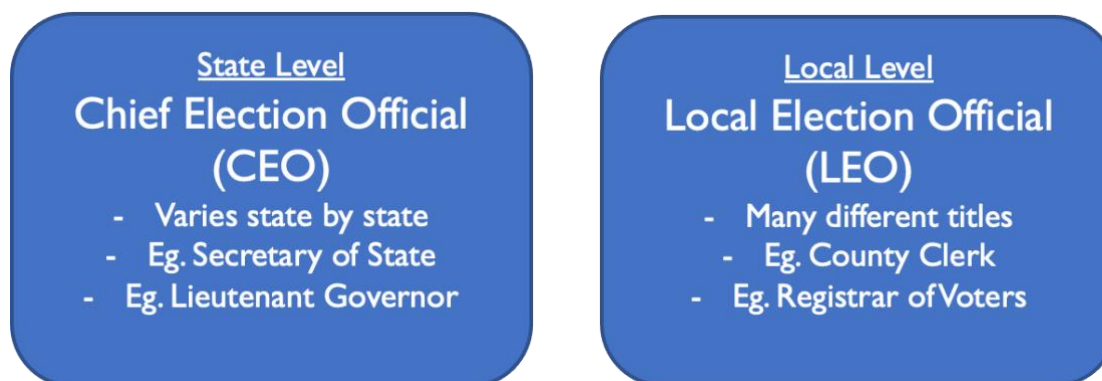 State Level
Chief Election Official
(CEO)
- Varies state by state
- Eg. Secretary of State
- Eg. Lieutenant Governor
Local Level
Local Election Official
(LEO)
- Many different titles
- Eg. County Clerk
- Eg. Registrar of Voters